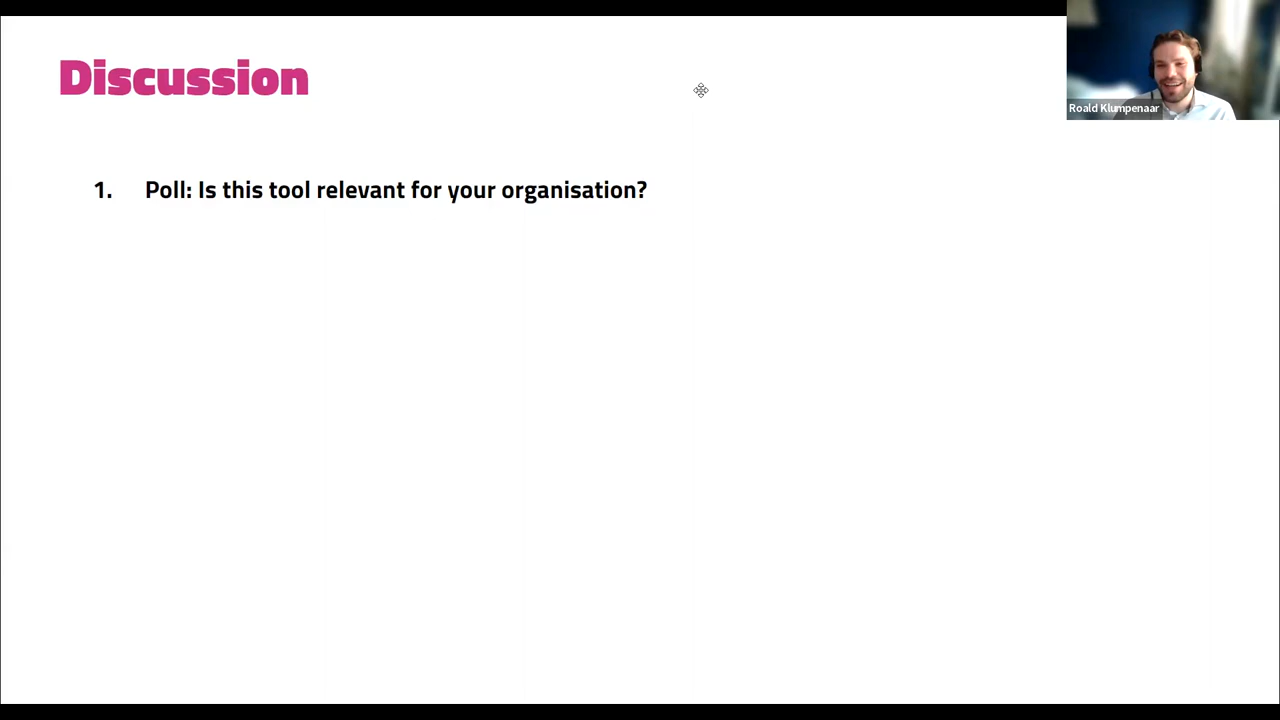 Discussion
Roald Klumpenaar
1. Poll: Is this tool relevant for your organisation?